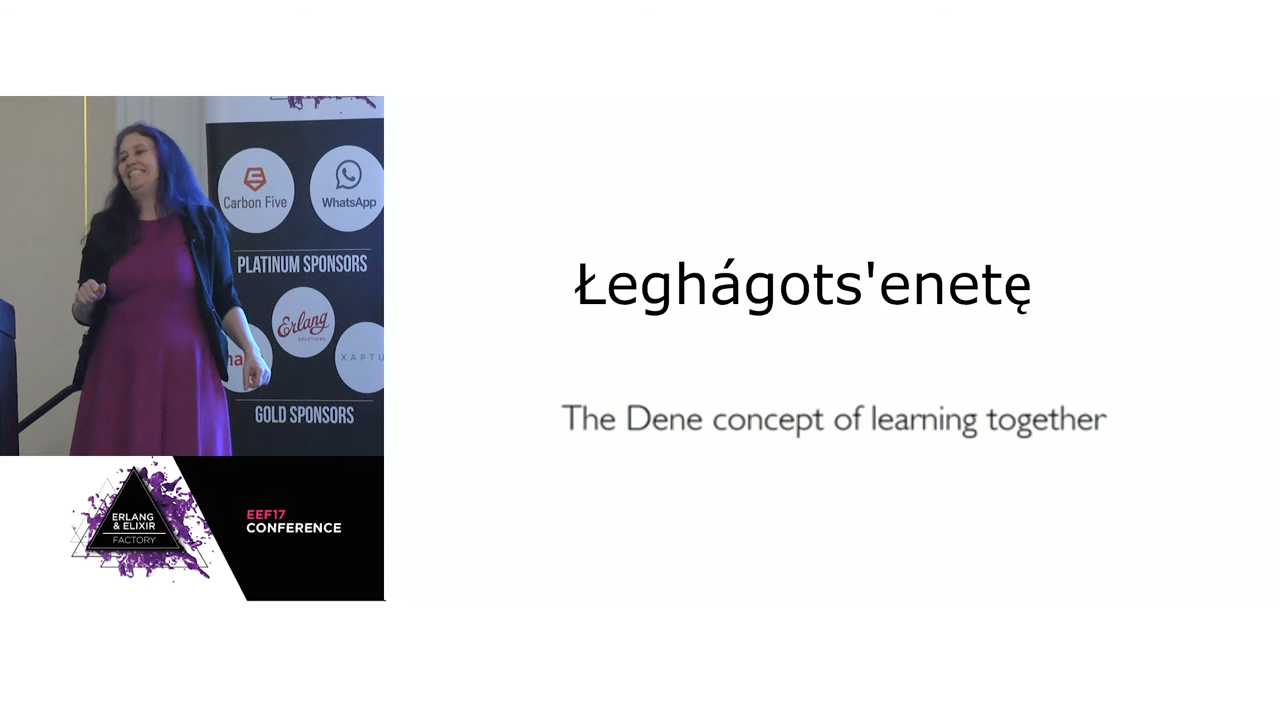 Carbon Five
WhatsApp
PLATINUM SPONSORS
Erlang
SOLUTIONS
GOLD SPONSORS
ERLANG
& ELIXIR
FACTORY
EEF17
CONFERENCE
Łeghágots'enetę
The Dene concept of learning together